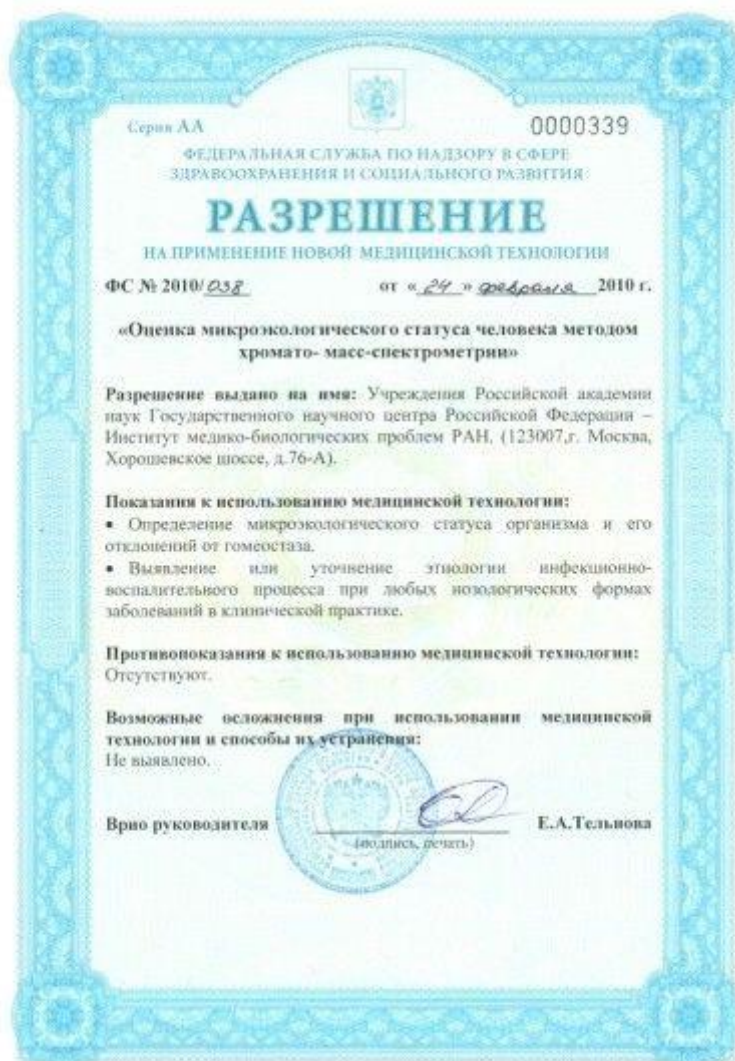 Серия АА 0000339
ФЕДЕРАЛЬНАЯ СЛУЖБА ПО НАДЗОРУ В СФЕРЕ
ЗДРАВООХРАНЕНИЯ И СОЦИАЛЬНОГО РАЗВИТИЯ
РАЗРЕШЕНИЕ
НА ПРИМЕНЕНИЕ НОВОЙ МЕДИЦИНСКОЙ ТЕХНОЛОГИИ
ФС № 2010/038 от « 24 » февраля 2010 г.
«Оценка микроэкологического статуса человека методом
хромато- масс-спектрометрии»
Разрешение выдано на имя: Учреждения Российской академии
наук Государственного научного центра Российской Федерации –
Институт медико-биологических проблем РАН, (123007,г. Москва,
Хорошевское шоссе, д.76-А).
Показания к использованию медицинской технологии:
• Определение микроэкологического статуса организма и его
отклонений от гомеостаза.
• Выявление или уточнение этиологии инфекционно-
воспалительного процесса при любых нозологических формах
заболеваний в клинической практике.
Противопоказания к использованию медицинской технологии:
Отсутствуют.
Возможные осложнения при использовании медицинской
технологии и способы их устранения:
Не выявлено.
Врио руководителя Е.А.Тельнова
(подпись, печать)